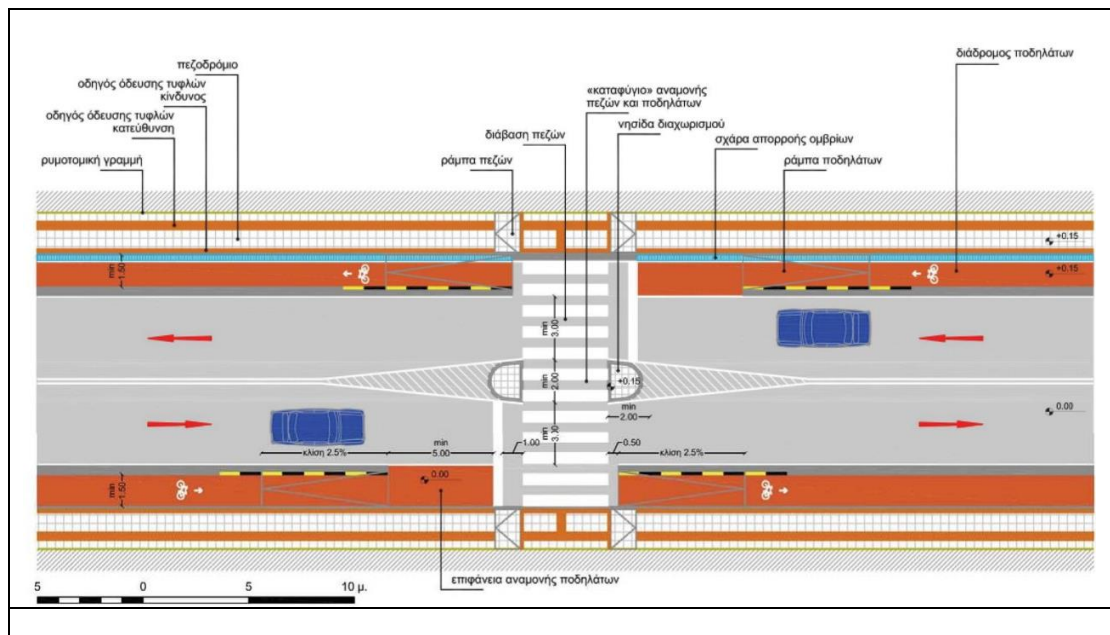 πεζοδρόμιο
οδηγός όδευσης τυφλών
κίνδυνος
οδηγός όδευσης τυφλών
κατεύθυνση
ρυμοτομική γραμμή
διάβαση πεζών
ράμπα πεζών
«καταφύγιο» αναμονής
πεζών και ποδηλάτων
νησίδα διαχωρισμού
σχάρα απορροής ομβρίων
διάδρομος ποδηλάτων
ράμπα ποδηλάτων
+0.15
+0.15
min
1.50
min
3.00
min
2.00
+0.15
min
2.00
0.00
min
3.00
κλίση 2.5%
min
5.00
1.00
0.50
κλίση 2.5%
min
1.50
0.00
επιφάνεια αναμονής ποδηλάτων
5 0 5 10 μ.